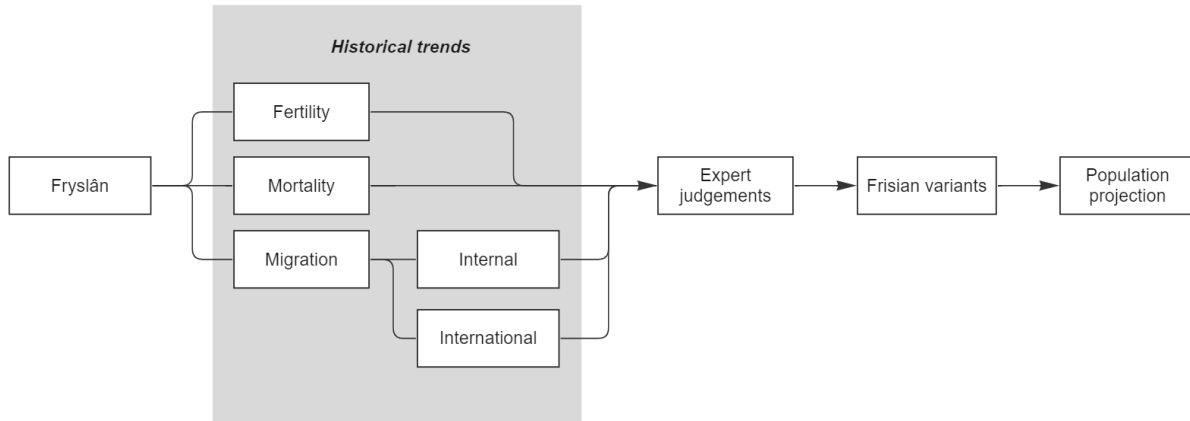 Historical trends
Fertility
Fryslân
Mortality
Migration
Internal
International
Expert
judgements
Frisian variants
Population
projection